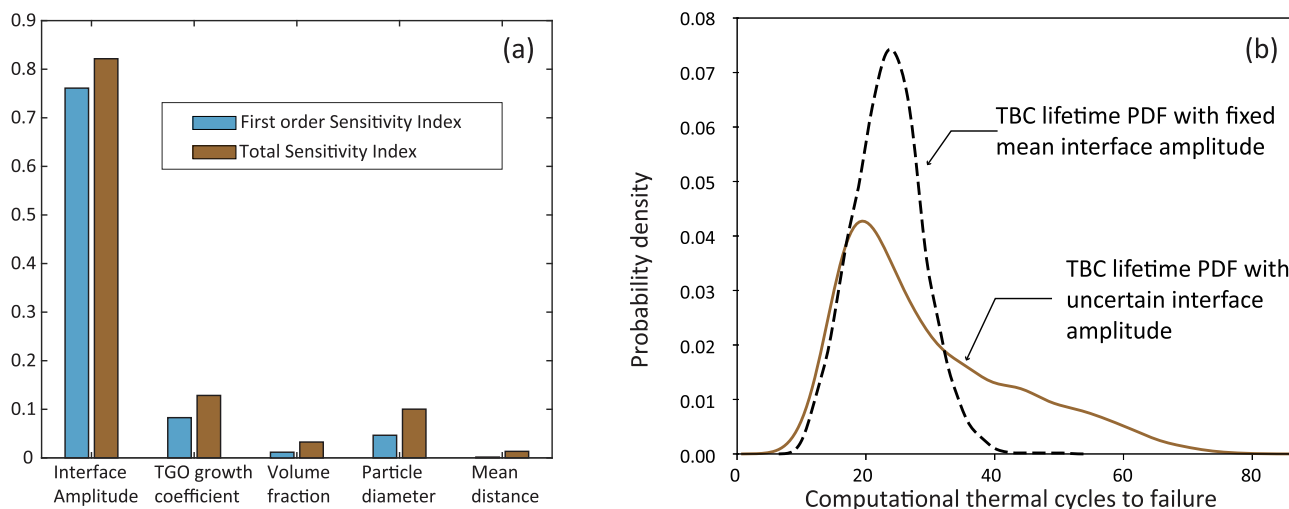 (a)
0.9
0.8
0.7
0.6
0.5
0.4
0.3
0.2
0.1
0
First order Sensitivity Index
Total Sensitivity Index
Interface
Amplitude
TGO growth
coefficient
Volume
fraction
Particle
diameter
Mean
distance
(b)
Probability density
0.08
0.07
0.06
0.05
0.04
0.03
0.02
0.01
0.00
TBC lifetime PDF with fixed
mean interface amplitude
TBC lifetime PDF with
uncertain interface
amplitude
0
20
40
60
80
Computational thermal cycles to failure